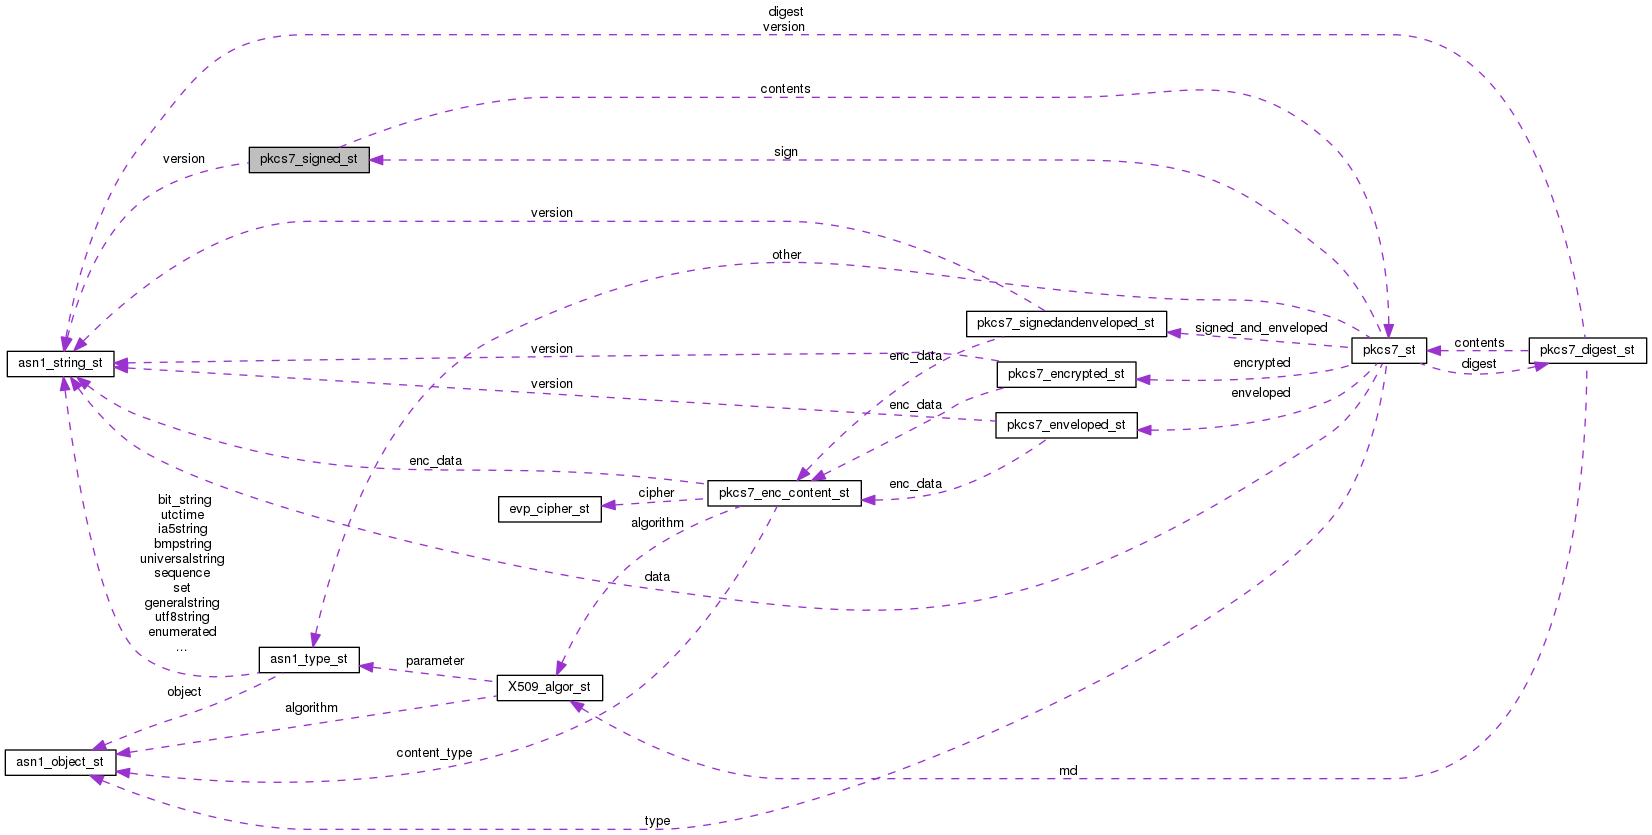 digest
version
contents
version
pkcs7_signed_st
sign
version
other
pkcs7_signedandenveloped_st
signed_and_enveloped
asn1_string_st
version
enc_data
pkcs7_st
contents
pkcs7_digest_st
pkcs7_encrypted_st
encrypted
digest
version
enc_data
pkcs7_enveloped_st
enveloped
enc_data
enc_data
cipher
pkcs7_enc_content_st
evp_cipher_st
algorithm
bit_string
utctime
ia5string
bmpstring
universalstring
sequence
set
generalstring
utf8string
enumerated
...
data
asn1_type_st
parameter
X509_algor_st
object
algorithm
asn1_object_st
content_type
md
type